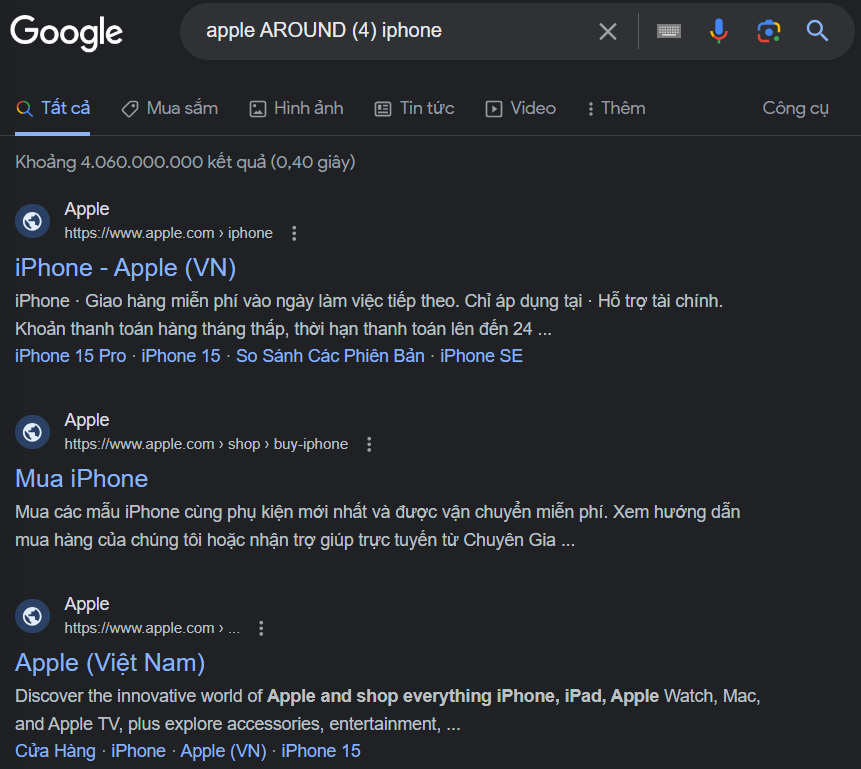 Google
apple AROUND (4) iphone
Tất cả Mua sắm Hình ảnh Tin tức Video Thêm Công cụ
Khoảng 4.060.000.000 kết quả (0,40 giây)
Apple
https://www.apple.com › iphone
iPhone - Apple (VN)
iPhone · Giao hàng miễn phí vào ngày làm việc tiếp theo. Chỉ áp dụng tại · Hỗ trợ tài chính.
Khoản thanh toán hàng tháng thấp, thời hạn thanh toán lên đến 24 ...
iPhone 15 Pro · iPhone 15 · So Sánh Các Phiên Bản · iPhone SE
Apple
https://www.apple.com › shop › buy-iphone
Mua iPhone
Mua các mẫu iPhone cùng phụ kiện mới nhất và được vận chuyển miễn phí. Xem hướng dẫn
mua hàng của chúng tôi hoặc nhận trợ giúp trực tuyến từ Chuyên Gia ...
Apple
https://www.apple.com › ...
Apple (Việt Nam)
Discover the innovative world of Apple and shop everything iPhone, iPad, Apple Watch, Mac,
and Apple TV, plus explore accessories, entertainment, ...
Cửa Hàng · iPhone · Apple (VN) · iPhone 15